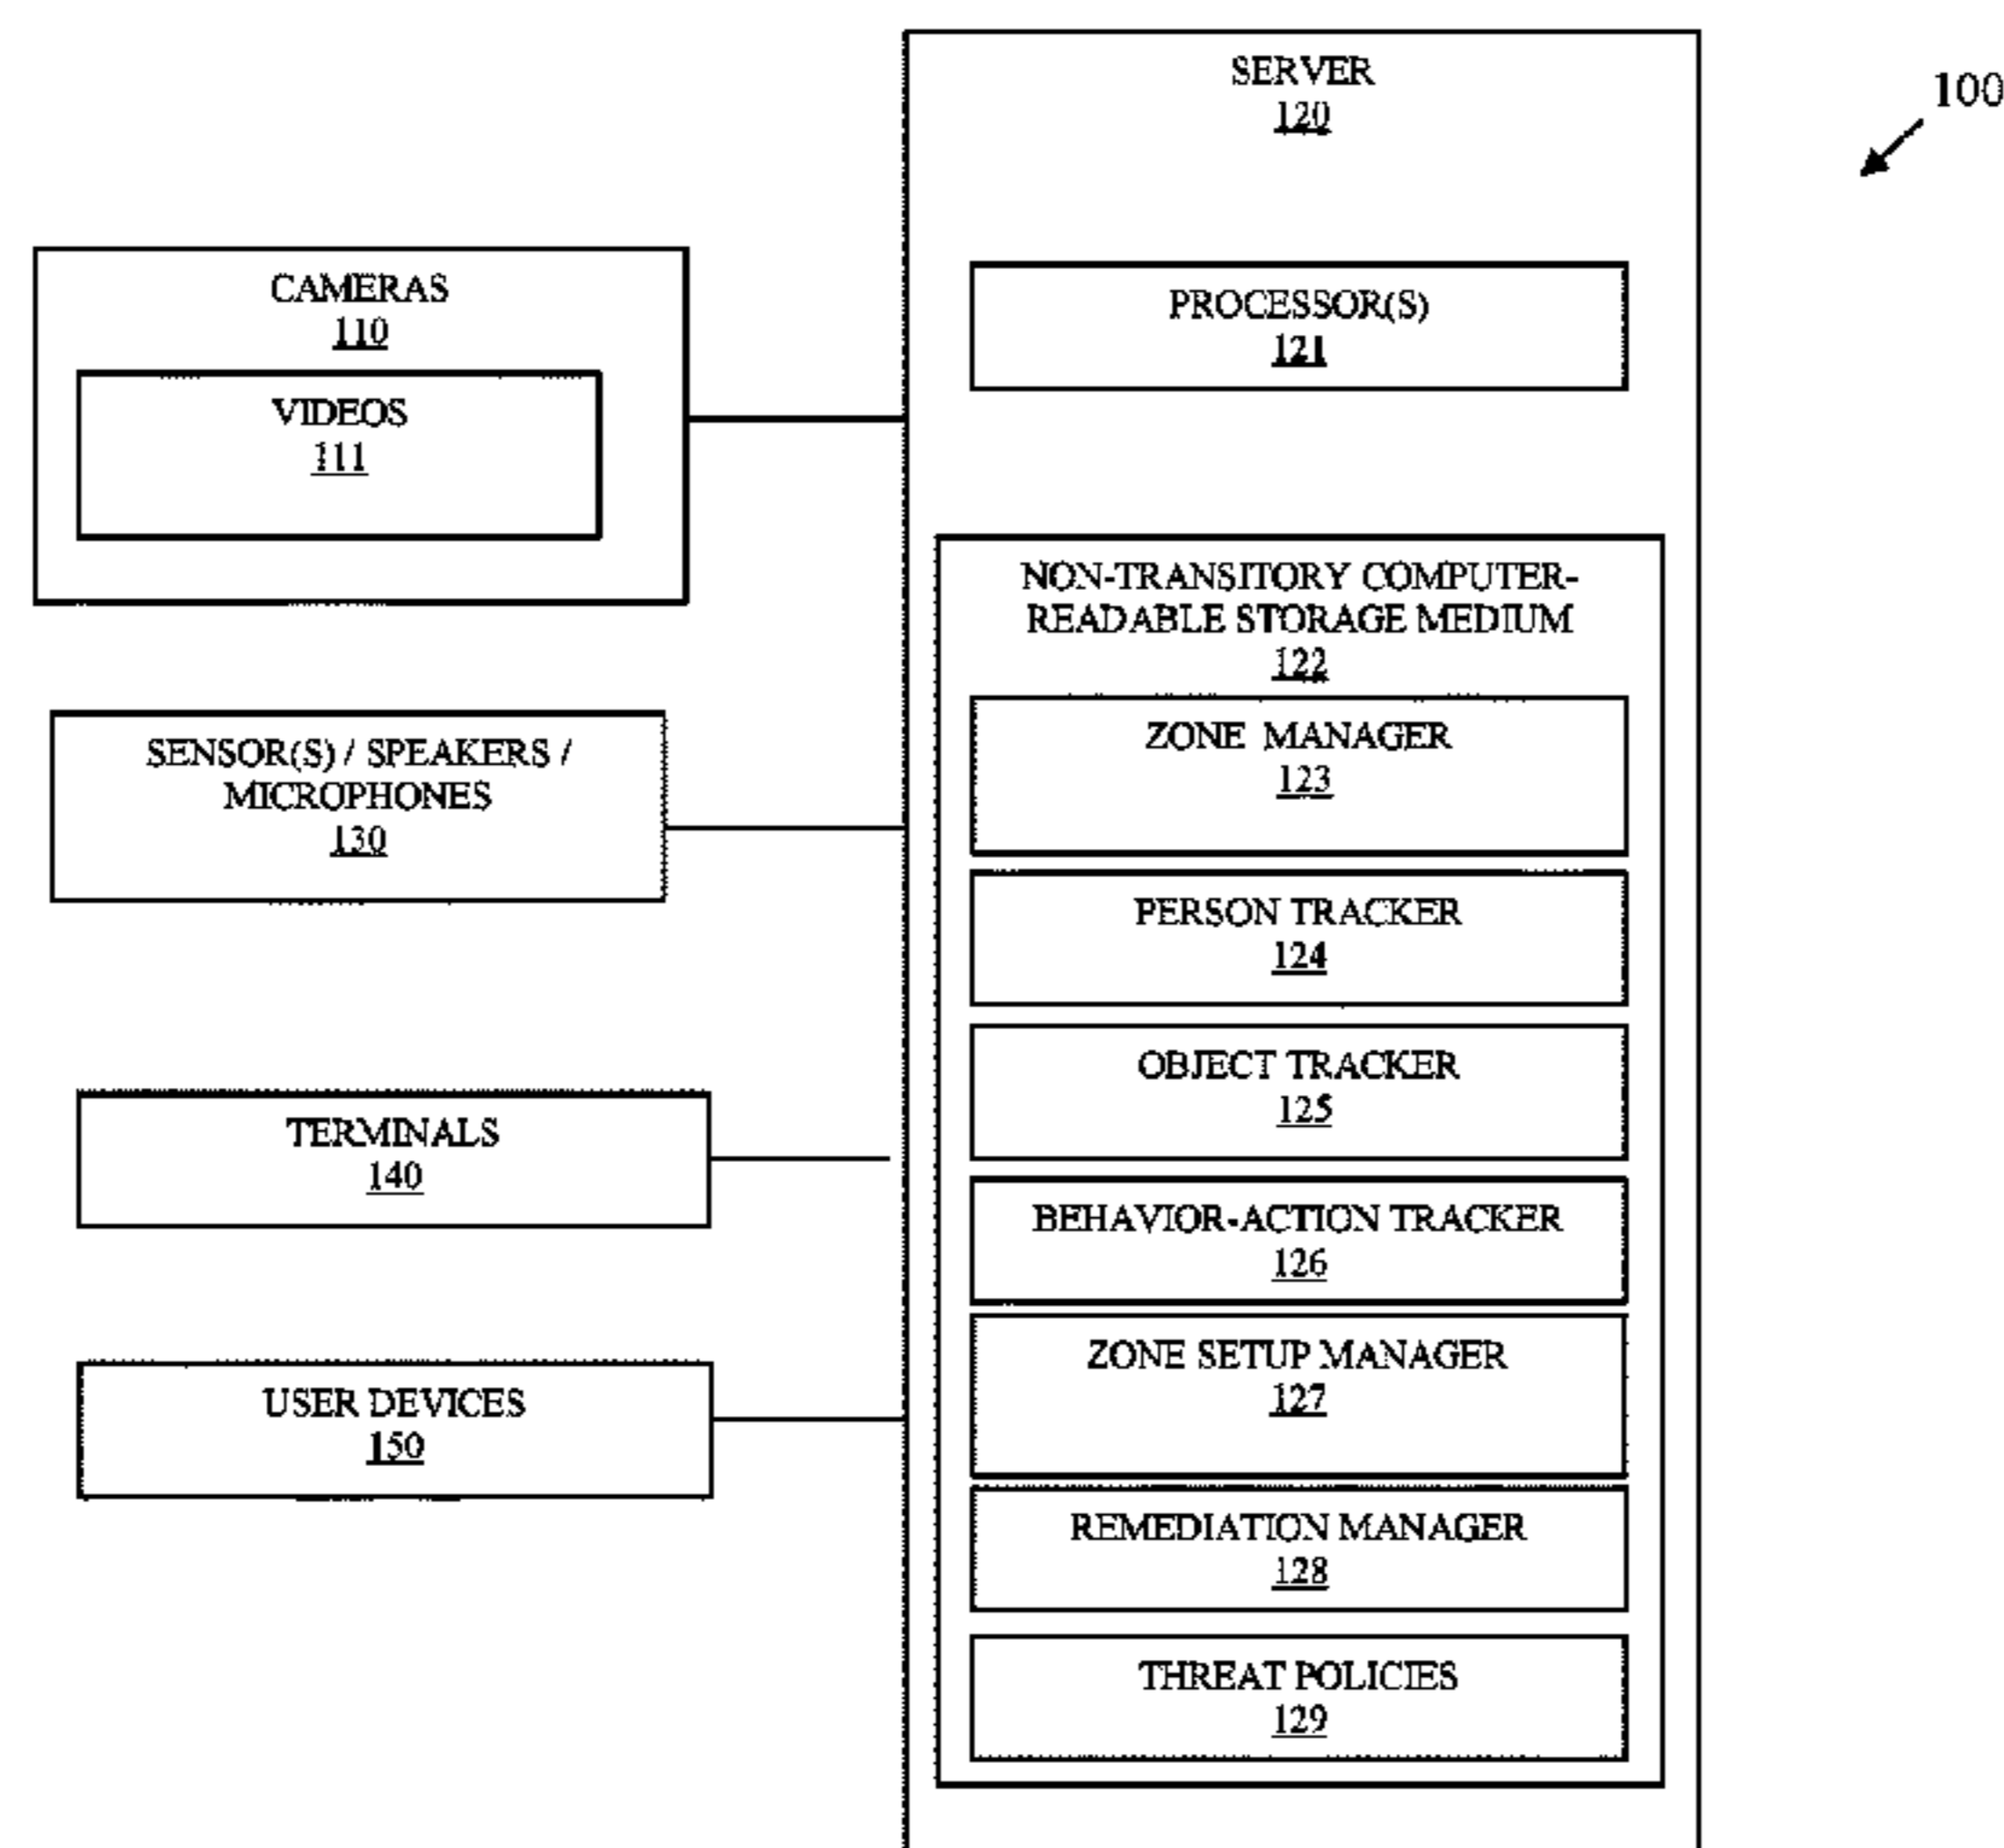 SERVER
120
100
CAMERAS
110
VIDEOS
111
PROCESSOR(S)
121
NON-TRANSITORY COMPUTER-
READABLE STORAGE MEDIUM
122
SENSOR(S) / SPEAKERS /
MICROPHONES
130
ZONE MANAGER
123
PERSON TRACKER
124
OBJECT TRACKER
125
TERMINALS
140
BEHAVIOR-ACTION TRACKER
126
USER DEVICES
150
ZONE SETUP MANAGER
127
REMEDIATION MANAGER
128
THREAT POLICIES
129